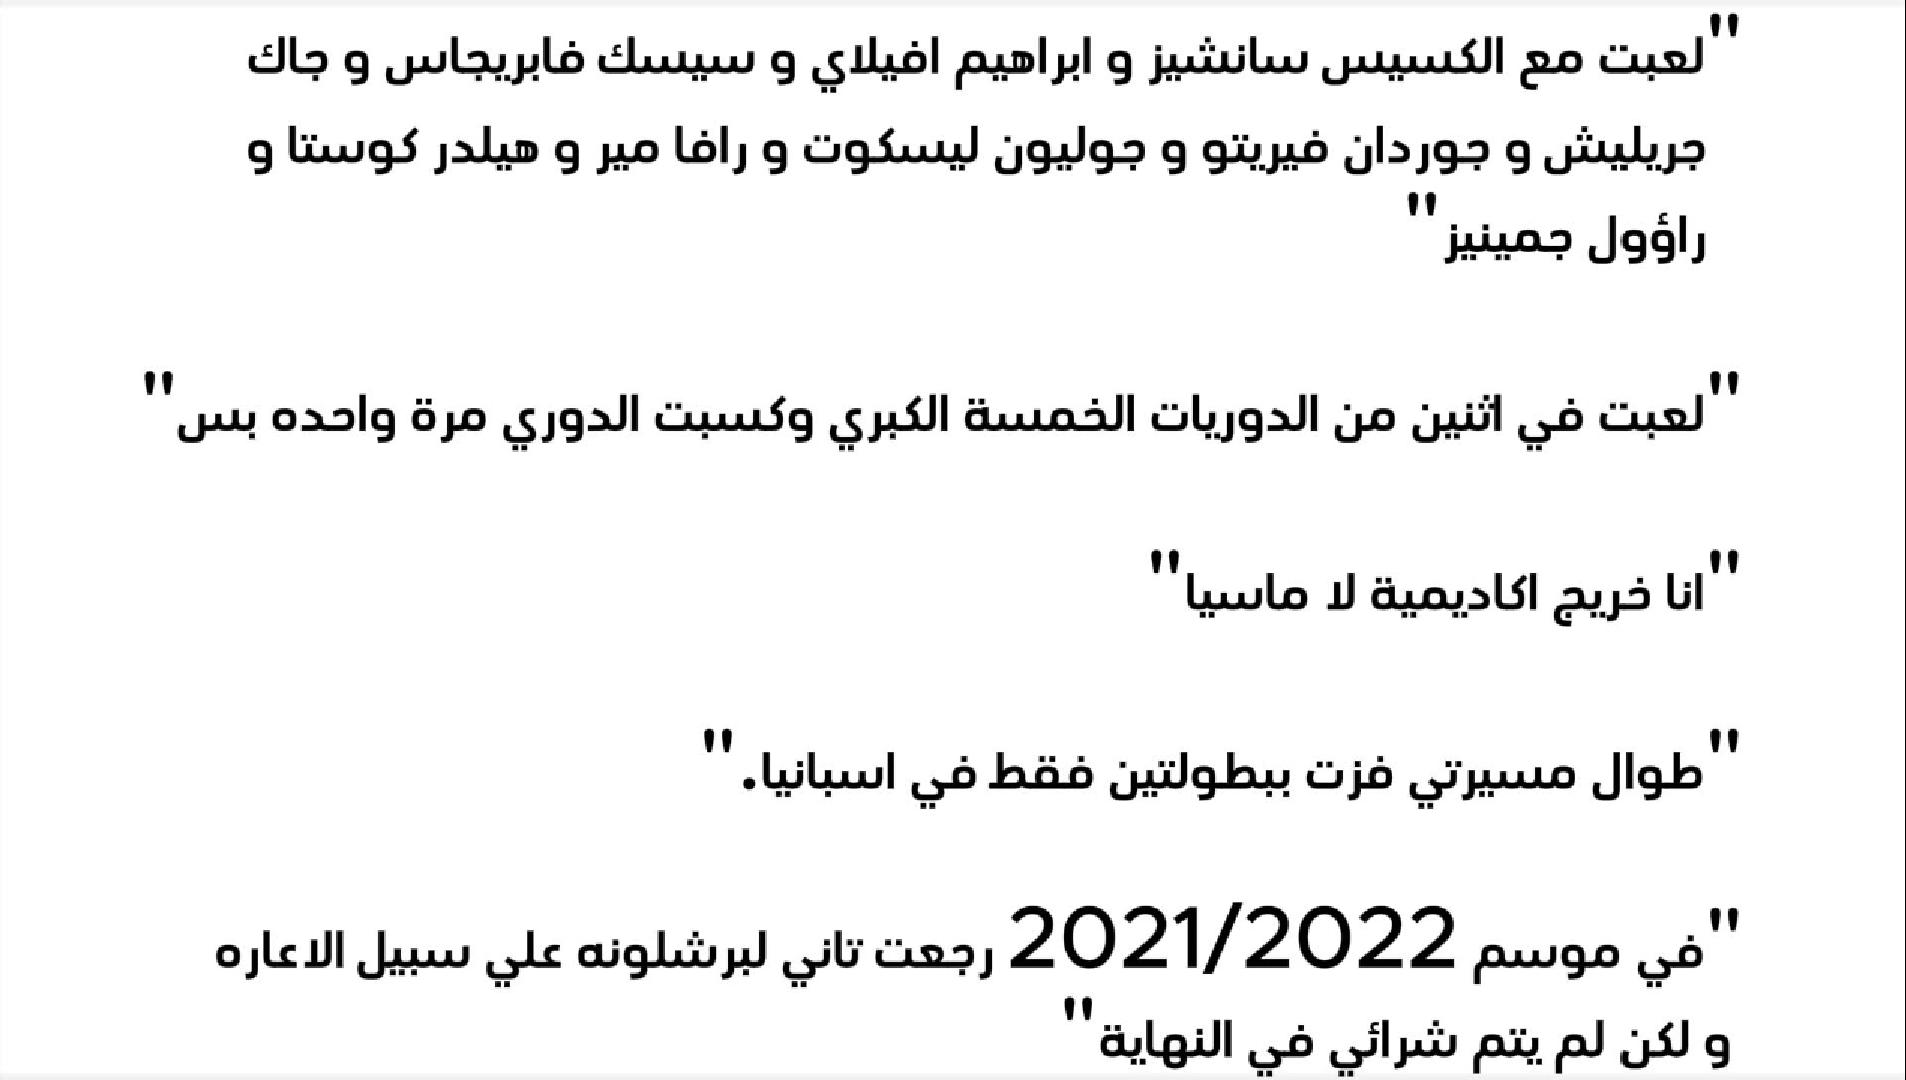 "لعبت مع الكسيس سانشيز و ابراهيم افيلاي و سيسك فابريجاس و جاك
جريليش و جوردان فيريتو و جوليون ليسكوت و رافا مير و هيلدر كوستا و
راؤول جمينيز"
"لعبت في اثنين من الدوريات الخمسة الكبري وكسبت الدوري مرة واحده بس"
"انا خريج اكاديمية لا ماسيا"
"طوال مسيرتي فزت ببطولتين فقط في اسبانيا."
"في موسم 2021/2022 رجعت تاني لبرشلونه علي سبيل الاعاره
و لكن لم يتم شرائي في النهاية"